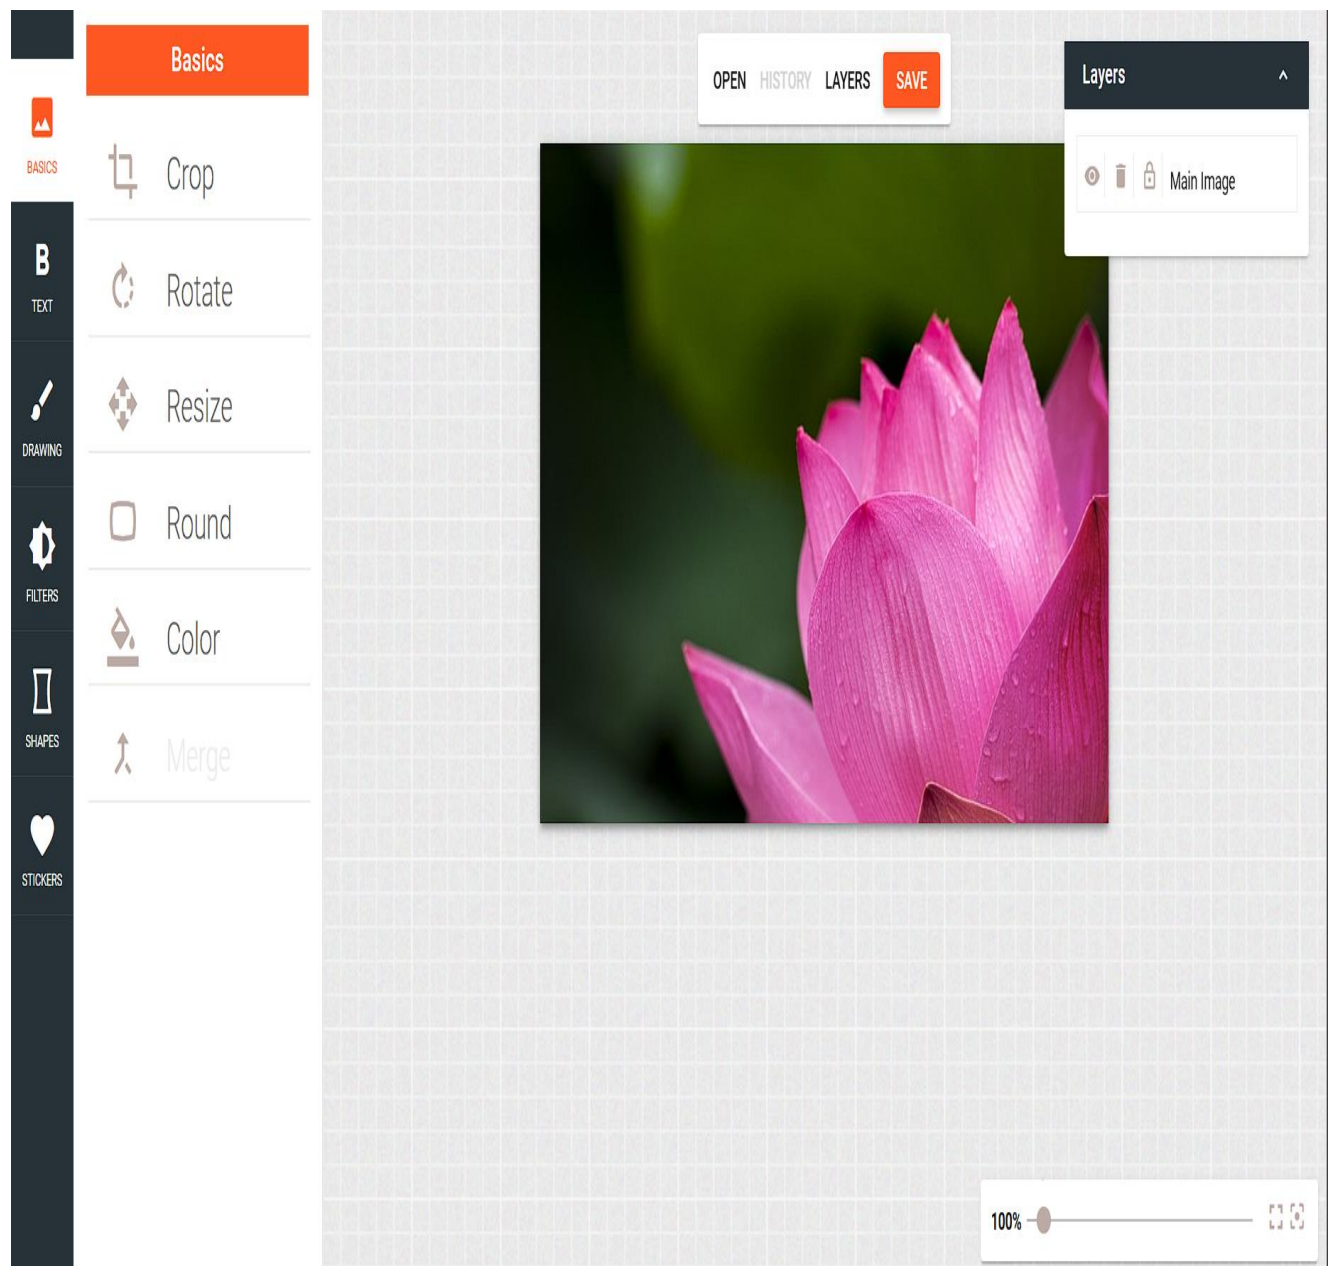 Basics
OPEN HISTORY LAYERS SAVE
Layers
BASICS
Crop
Main Image
TEXT
Rotate
DRAWING
Resize
FILTERS
Round
SHAPES
Color
STICKERS
Merge
100%